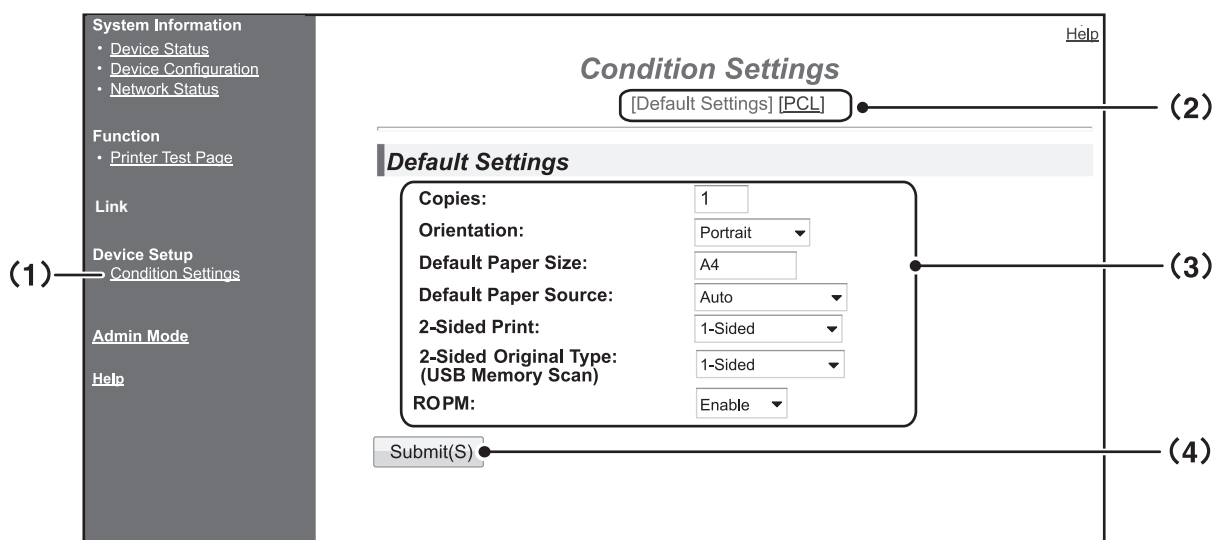 System Information
• Device Status
• Device Configuration
• Network Status
Function
• Printer Test Page
Link
Device Setup
(1)
Condition Settings
Admin Mode
Help
Help
Condition Settings
[Default Settings] [PCL]
(2)
Default Settings
Copies: 1
Orientation: Portrait
Default Paper Size: A4
(3)
Default Paper Source: Auto
2-Sided Print: 1-Sided
2-Sided Original Type: 1-Sided
(USB Memory Scan)
ROPM: Enable
Submit(S)
(4)